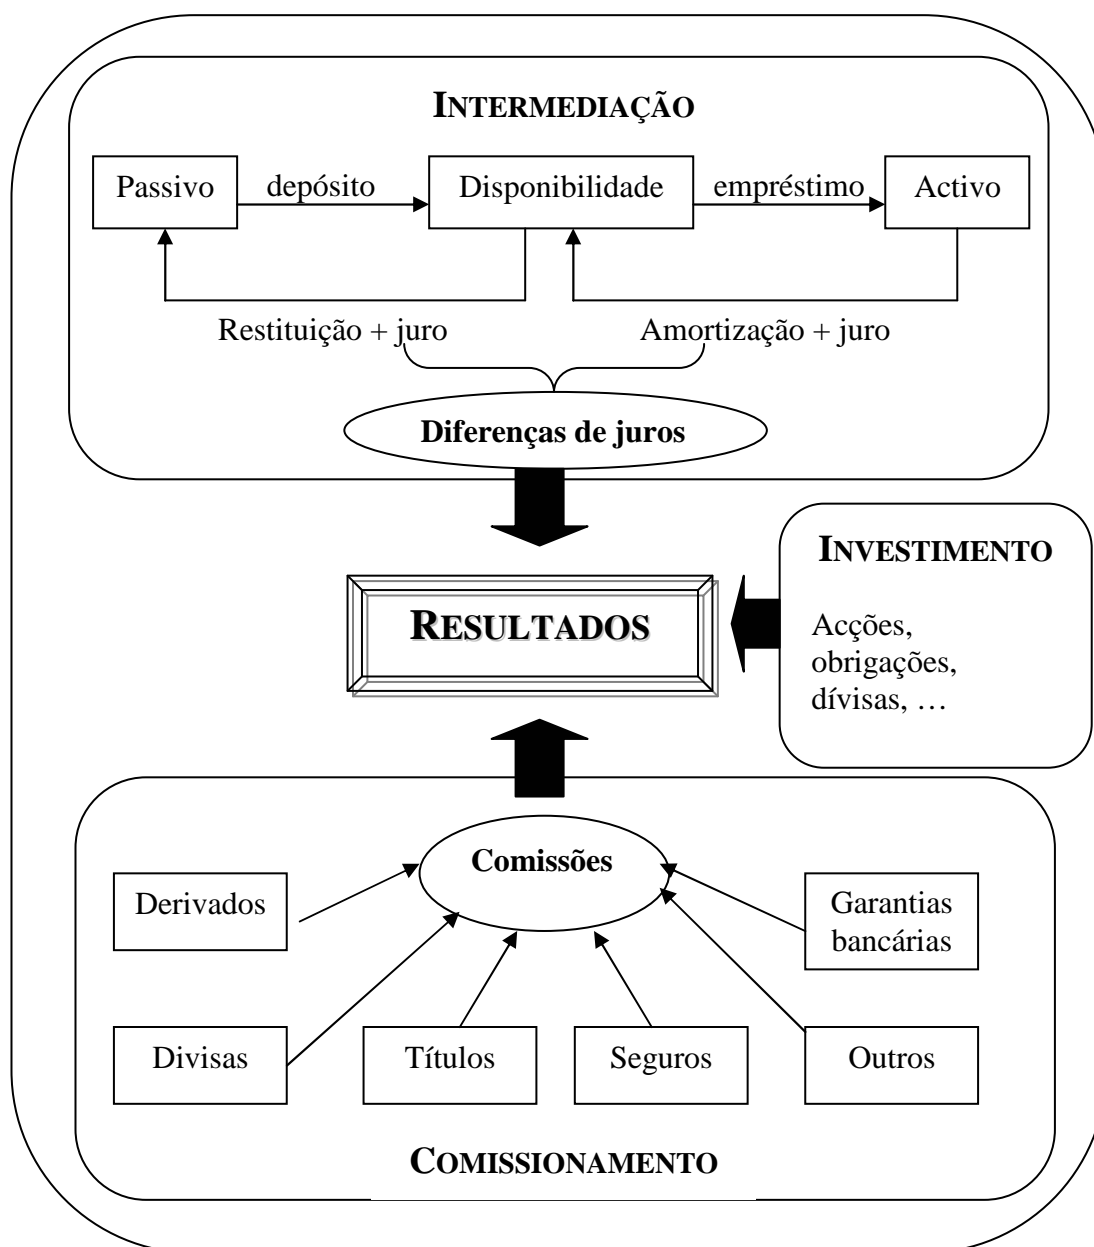 INTERMEDIAÇÃO
Passivo
depósito
Disponibilidade
empréstimo
Activo
Restituição + juro
Amortização + juro
Diferenças de juros
INVESTIMENTO
Acções,
obrigações,
dívisas, …
RESULTADOS
Comissões
Derivados
Garantias
bancárias
Divisas
Títulos
Seguros
Outros
COMISSIONAMENTO